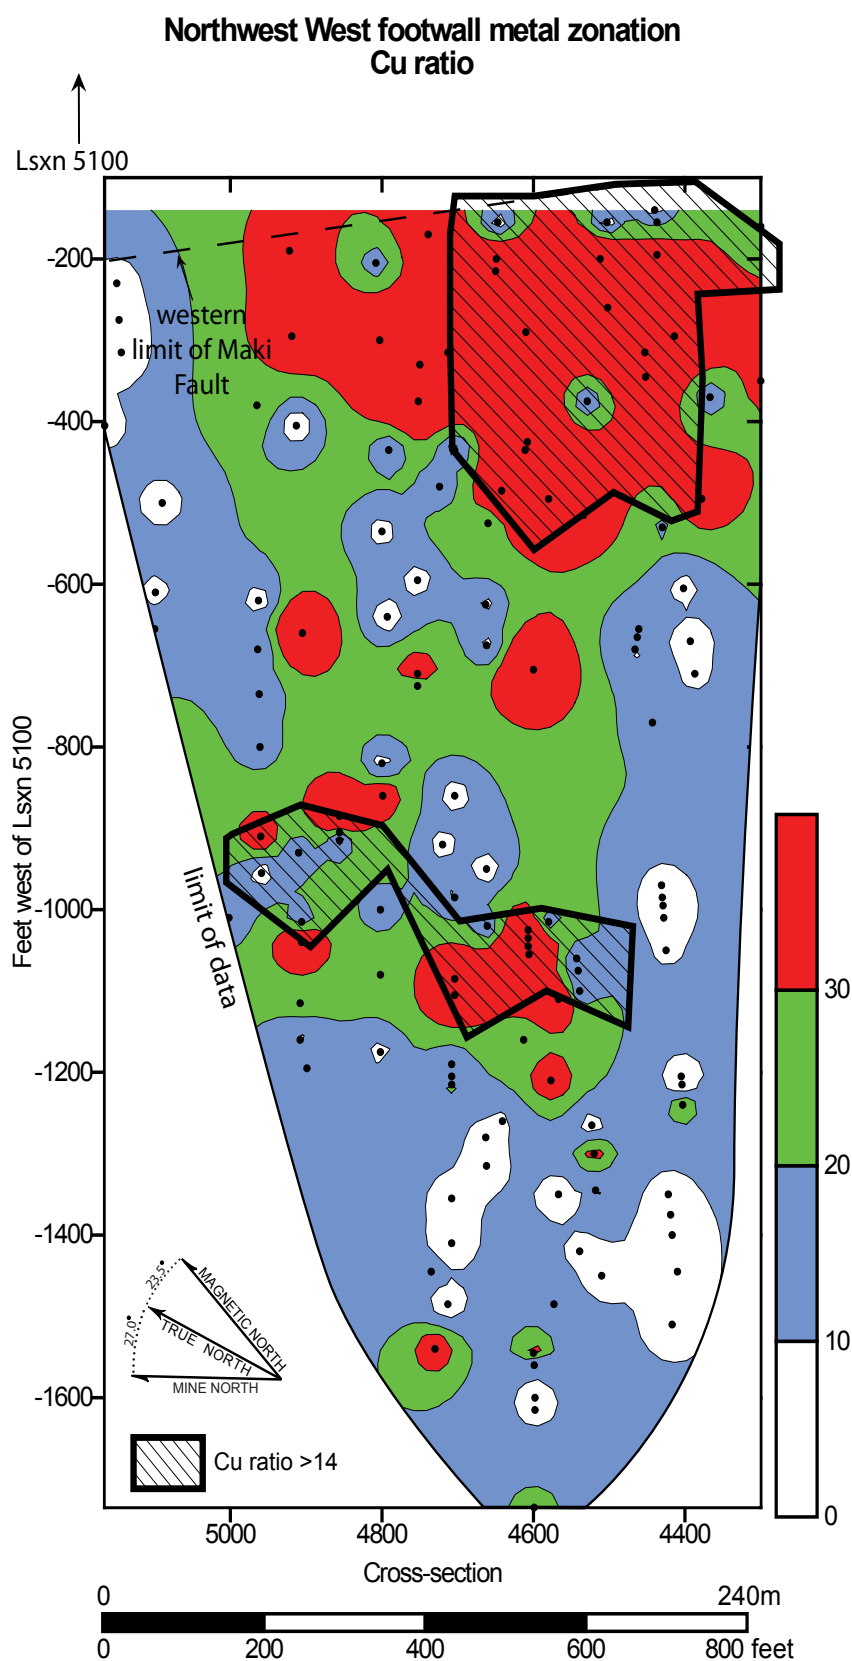 Northwest West footwall metal zonation
Cu ratio
Lsxn 5100
-200
western
limit of Maki
Fault
-400
-600
-800
Feet west of Lsxn 5100
limit of data
-1000
-1200
-1400
-1600
30
20
10
0
23.5°
27.0°
MAGNETIC NORTH
TRUE NORTH
MINE NORTH
Cu ratio >14
5000 4800 4600 4400
Cross-section
0 240m
0 200 400 600 800 feet